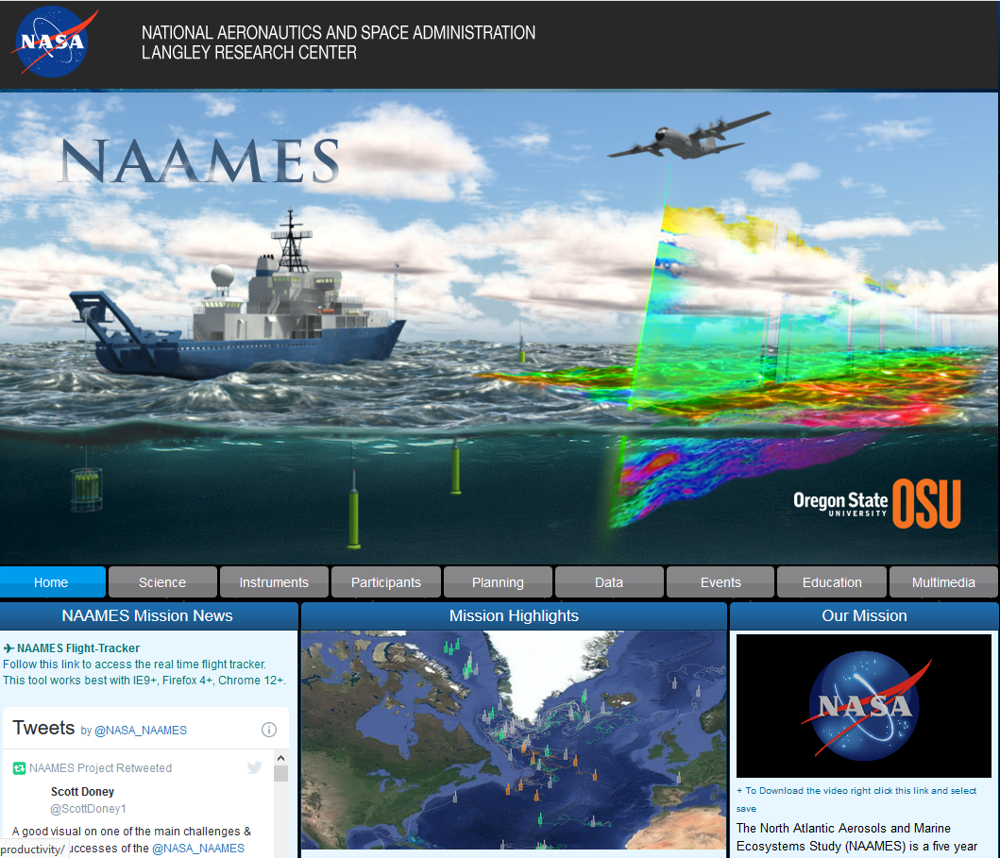 NASA
NATIONAL AERONAUTICS AND SPACE ADMINISTRATION
LANGLEY RESEARCH CENTER
NAAMES
Oregon State
UNIVERSITY
OSU
Home
Science
Instruments
Participants
Planning
Data
Events
Education
Multimedia
NAAMES Mission News
NAAMES Flight-Tracker
Follow this link to access the real time flight tracker.
This tool works best with IE9+, Firefox 4+, Chrome 12+.
Tweets by @NASA_NAAMES
NAAMES Project Retweeted
Scott Doney
@ScottDoney1
A good visual on one of the main challenges &
uccesses of the @NASA_NAAMES
productivity/
Mission Highlights
Our Mission
NASA
+ To Download the video right click this link and select
save
The North Atlantic Aerosols and Marine
Ecosystems Study (NAAMES) is a five year